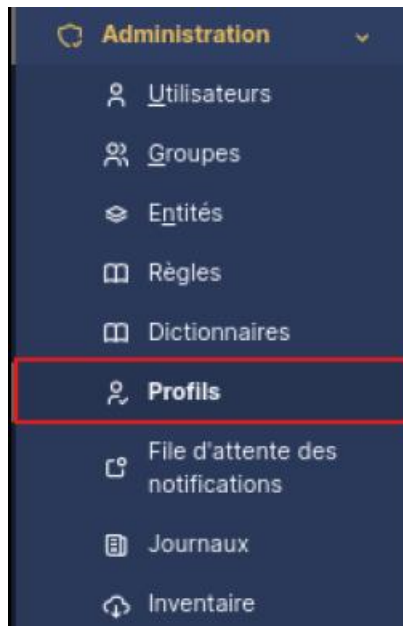 Administration
Utilisateurs
Groupes
Entités
Règles
Dictionnaires
Profils
File d'attente des
notifications
Journaux
Inventaire